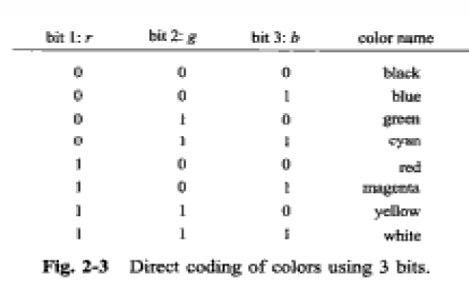 bit 1: r bit 2: g bit 3: b color name
0 0 0 black
0 0 1 blue
0 1 0 green
0 1 1 cyan
1 0 0 red
1 0 1 magenta
1 1 0 yellow
1 1 1 white
Fig. 2-3 Direct coding of colors using 3 bits.